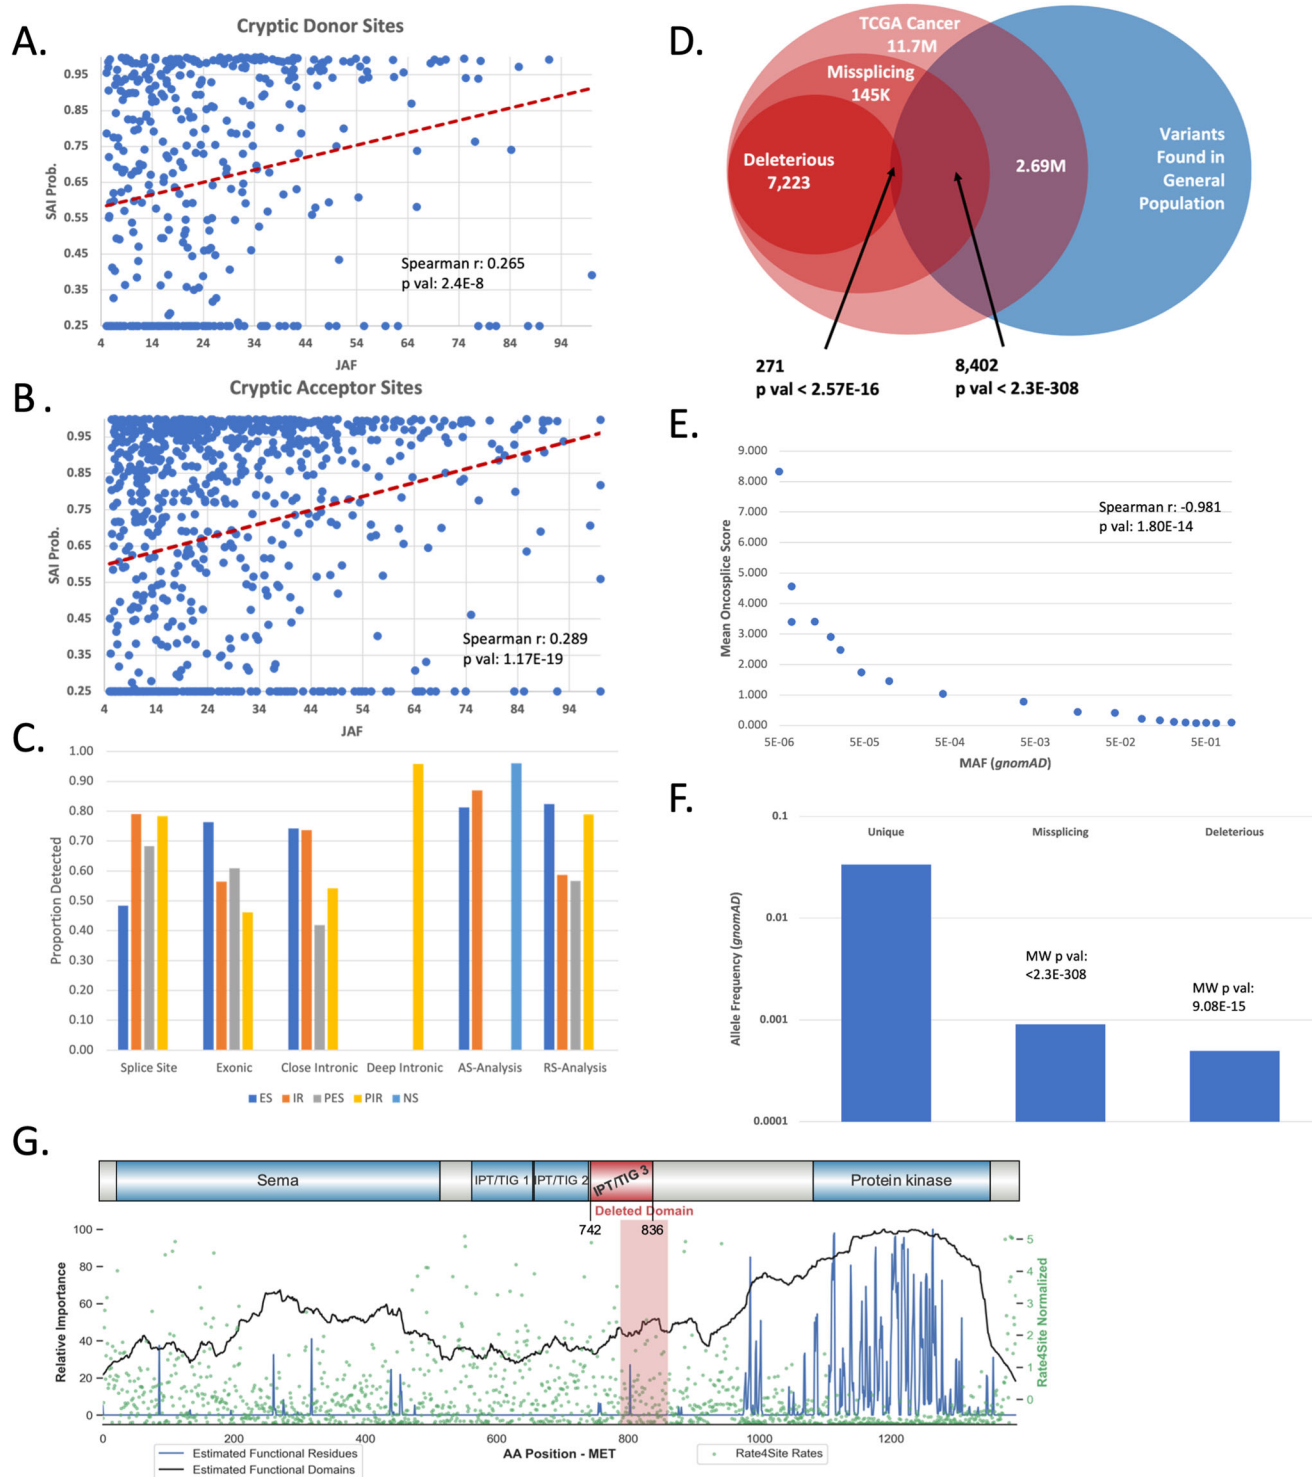 A.
Cryptic Donor Sites
SAI Prob.
0.95
0.85
0.75
0.65
0.55
0.45
0.35
0.25
Spearman r: 0.265
p val: 2.4E-8
4 14 24 34 44 54 64 74 84 94
JAF
B.
Cryptic Acceptor Sites
SAI Prob.
0.95
0.85
0.75
0.65
0.55
0.45
0.35
0.25
Spearman r: 0.289
p val: 1.17E-19
4 14 24 34 44 54 64 74 84 94
JAF
C.
Proportion Detected
1.00
0.90
0.80
0.70
0.60
0.50
0.40
0.30
0.20
0.10
0.00
Splice Site Exonic Close Intronic Deep Intronic AS-Analysis RS-Analysis
ES IR PES PIR NS
D.
TCGA Cancer
11.7M
Missplicing
145K
Deleterious
7,223
2.69M
Variants
Found in
General
Population
271
p val < 2.57E-16
8,402
p val < 2.3E-308
E.
Mean Oncosplice Score
9.000
8.000
7.000
6.000
5.000
4.000
3.000
2.000
1.000
0.000
Spearman r: -0.981
p val: 1.80E-14
5E-06 5E-05 5E-04 5E-03 5E-02 5E-01
MAF (gnomAD)
F.
Allele Frequency (gnomAD)
0.1
0.01
0.001
0.0001
Unique Missplicing Deleterious
MW p val:
<2.3E-308
MW p val:
9.08E-15
G.
Sema IPT/TIG 1 IPT/TIG 2 IPT/TIG 3 Protein kinase
Deleted Domain
742 836
Relative Importance
100
80
60
40
20
0
5
4
3
2
1
0
Rate4Site Normalized
0 200 400 600 800 1000 1200
AA Position - MET
Estimated Functional Residues
Estimated Functional Domains
Rate4Site Rates